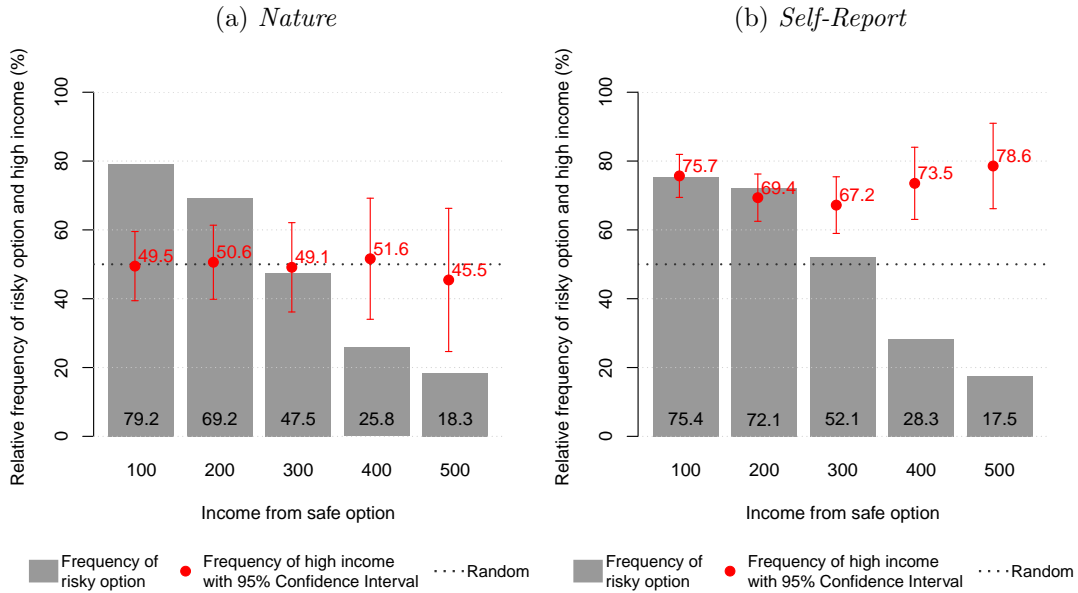 (a) Nature
Relative frequency of risky option and high income (%)
100
80
60
40
20
0
49.5
50.6
49.1
51.6
45.5
79.2
69.2
47.5
25.8
18.3
100
200
300
400
500
Income from safe option
Frequency of
risky option
Frequency of high income
with 95% Confidence Interval
Random
(b) Self-Report
Relative frequency of risky option and high income (%)
100
80
60
40
20
0
75.7
69.4
67.2
73.5
78.6
75.4
72.1
52.1
28.3
17.5
100
200
300
400
500
Income from safe option
Frequency of
risky option
Frequency of high income
with 95% Confidence Interval
Random